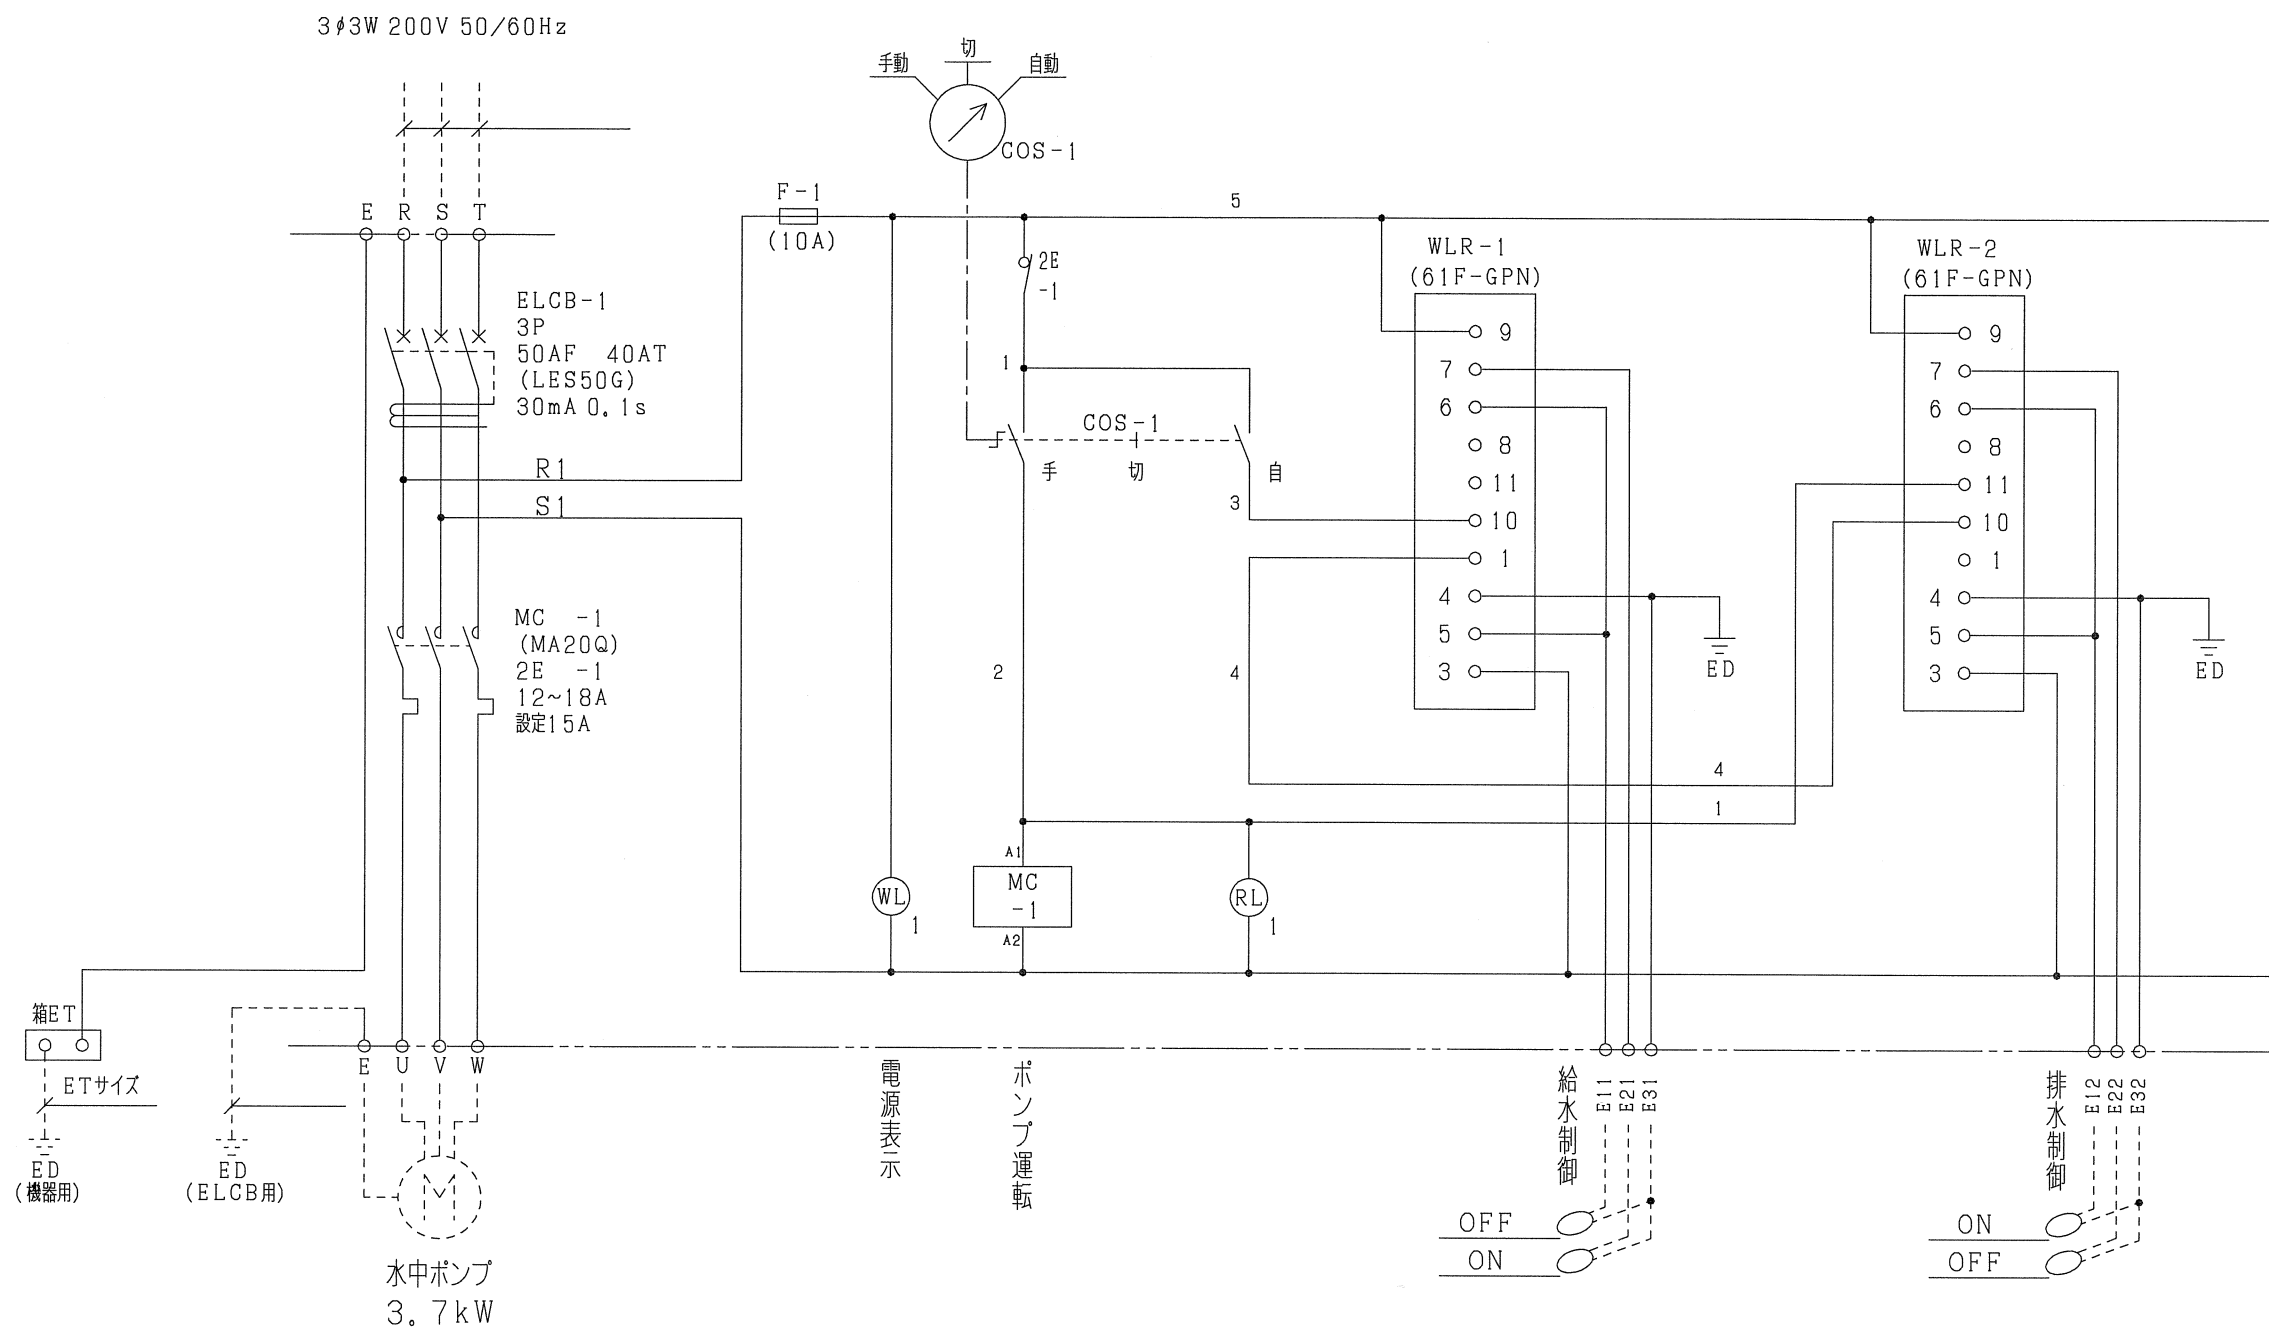 3φ3W 200V 50/60Hz
手動
切
自動
COS-1
E R S T
F-1
(10A)
5
ELCB-1
3P
50AF 40AT
(LES50G)
30mA 0.1s
2E
-1
1
COS-1
手
切
自
R1
S1
3
2
4
MC -1
(MA20Q)
2E -1
12~18A
設定15A
WLR-1
(61F-GPN)
9
7
6
8
11
10
1
4
5
3
ED
WLR-2
(61F-GPN)
9
7
6
8
11
10
1
4
5
3
ED
4
1
A1
MC
-1
A2
WL
1
RL
1
箱ET
ETサイズ
ED
(機器用)
ED
(ELCB用)
E U V W
M
水中ポンプ
3.7kW
電源表示
ポンプ運転
給水制御
E11
E21
E31
OFF
ON
排水制御
E12
E22
E32
ON
OFF